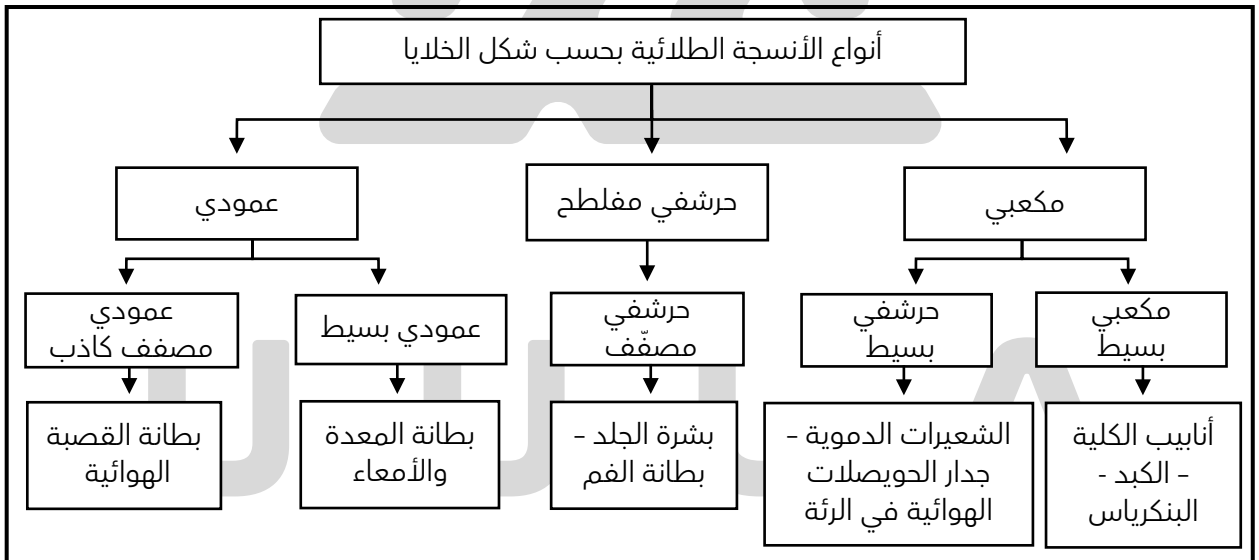 أنواع الأنسجة الطلائية بحسب شكل الخلايا
مكعبي
حرشفي مفلطح
عمودي
مكعبي
بسيط
حرشفي
بسيط
حرشفي
مصفّف
عمودي بسيط
عمودي
مصفف كاذب
أنابيب الكلية
– الكبد -
البنكرياس
الشعيرات الدموية –
جدار الحويصلات
الهوائية في الرئة
بشرة الجلد –
بطانة الفم
بطانة المعدة
والأمعاء
بطانة القصبة
الهوائية